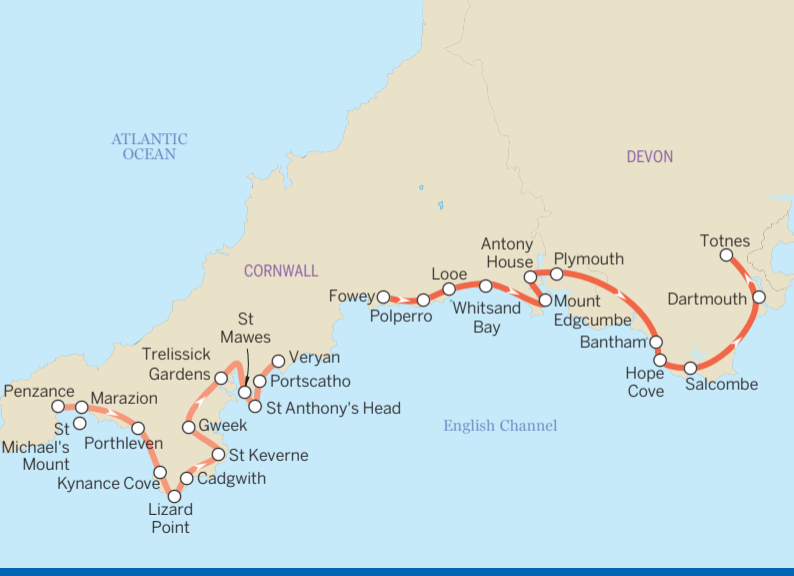 ATLANTIC
OCEAN
DEVON
Totnes
Antony
House
Plymouth
CORNWALL
Looe
Fowey
Polperro
Whitsand
Bay
Mount
Edgcumbe
Dartmouth
St
Mawes
Bantham
Trelissick
Gardens
Veryan
Portscatho
Hope
Cove
Salcombe
Penzance
Marazion
St Anthony's Head
St
Michael's
Mount
Porthleven
Gweek
English Channel
St Keverne
Kynance Cove
Cadgwith
Lizard
Point